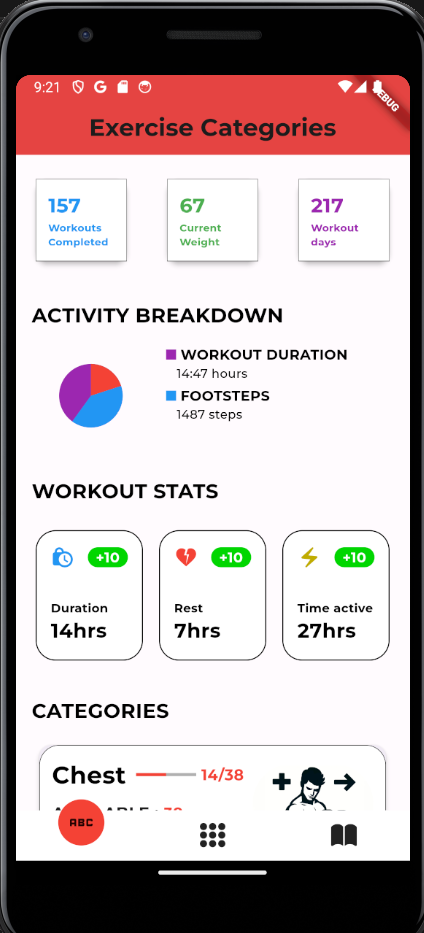 9:21
DEBUG
Exercise Categories
157
Workouts
Completed
67
Current
Weight
217
Workout
days
ACTIVITY BREAKDOWN
WORKOUT DURATION
14:47 hours
FOOTSTEPS
1487 steps
WORKOUT STATS
+10
Duration
14hrs
+10
Rest
7hrs
+10
Time active
27hrs
CATEGORIES
Chest 14/38
ABC